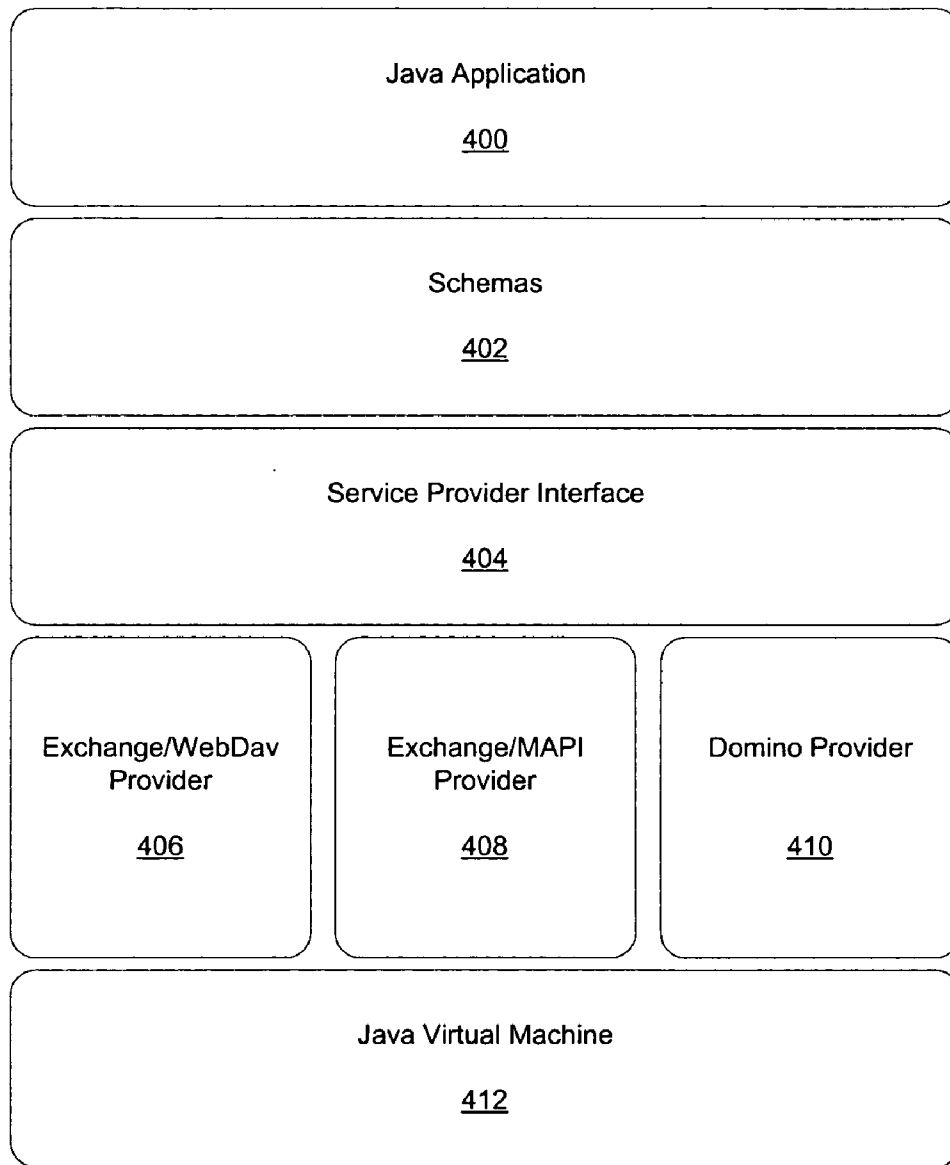 Java Application
400
Schemas
402
Service Provider Interface
404
Exchange/WebDav
Provider
406
Exchange/MAPI
Provider
408
Domino Provider
410
Java Virtual Machine
412